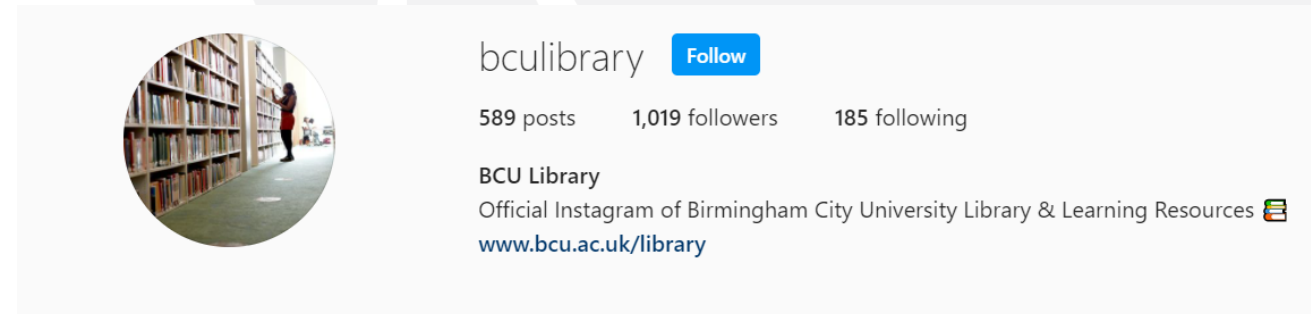 bculibrary Follow
589 posts 1,019 followers 185 following
BCU Library
Official Instagram of Birmingham City University Library & Learning Resources 📚
www.bcu.ac.uk/library